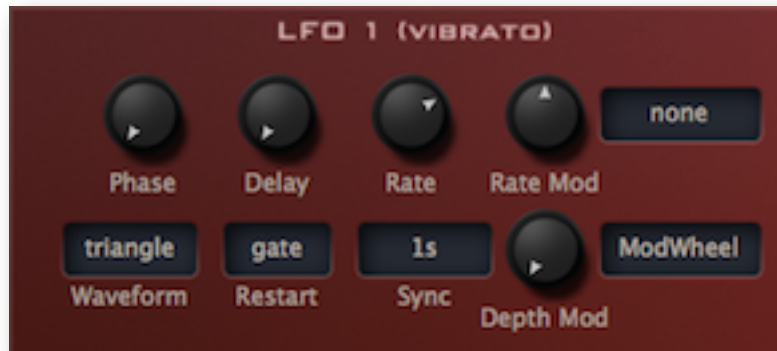 LFO 1 (VIBRATO)
none
Phase Delay Rate Rate Mod
triangle gate 1s ModWheel
Waveform Restart Sync
Depth Mod